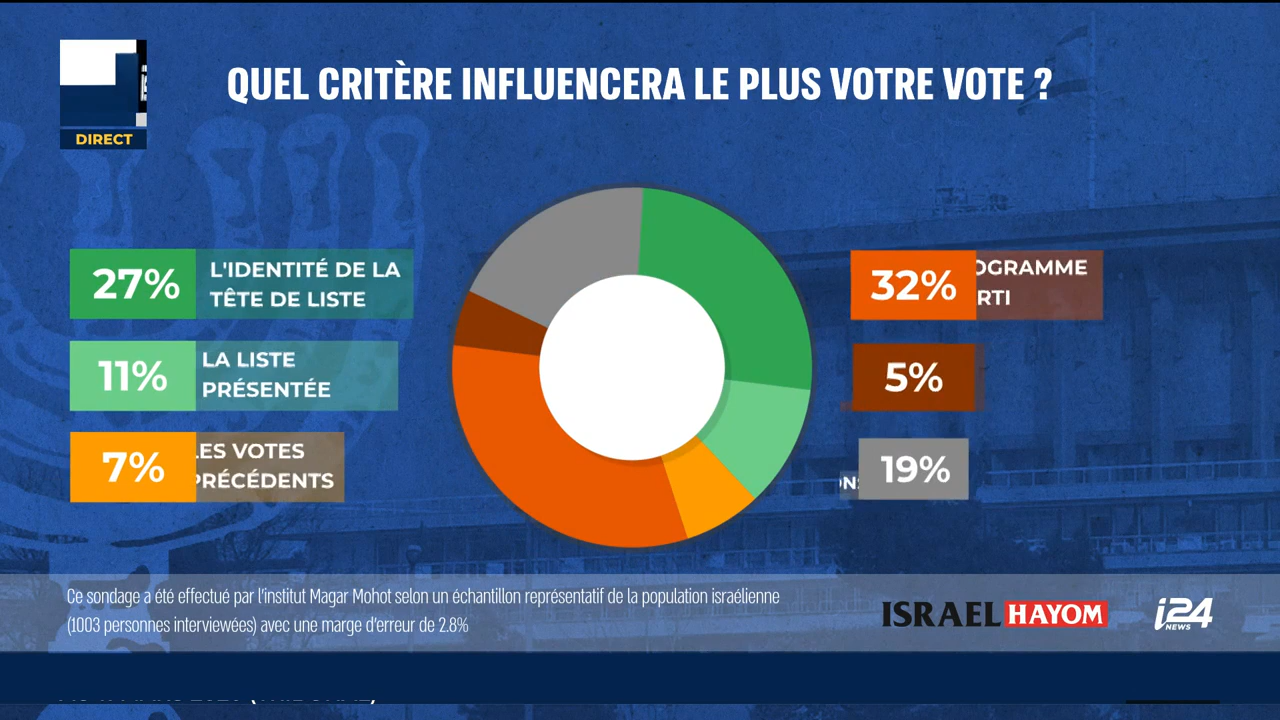 QUEL CRITÈRE INFLUENCERA LE PLUS VOTRE VOTE ?
DIRECT
27%
L'IDENTITÉ DE LA
TÊTE DE LISTE
11%
LA LISTE
PRÉSENTÉE
7%
LES VOTES
PRÉCÉDENTS
32%
OGRAMME
RTI
5%
19%
Ce sondage a été effectué par l'institut Magar Mohot selon un échantillon représentatif de la population israélienne
(1003 personnes interviewées) avec une marge d'erreur de 2.8%
ISRAEL HAYOM
i24
NEWS